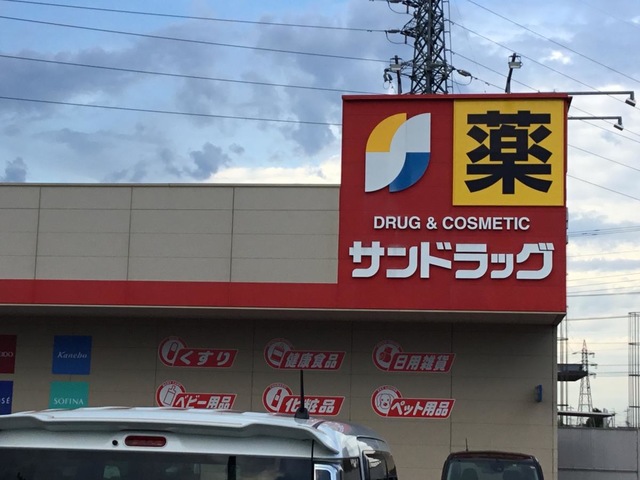 薬
DRUG & COSMETIC
サンドラッグ
くすり
健康食品
日用雑貨
ベビー用品
化粧品
ペット用品
Kanebo
SOFINA